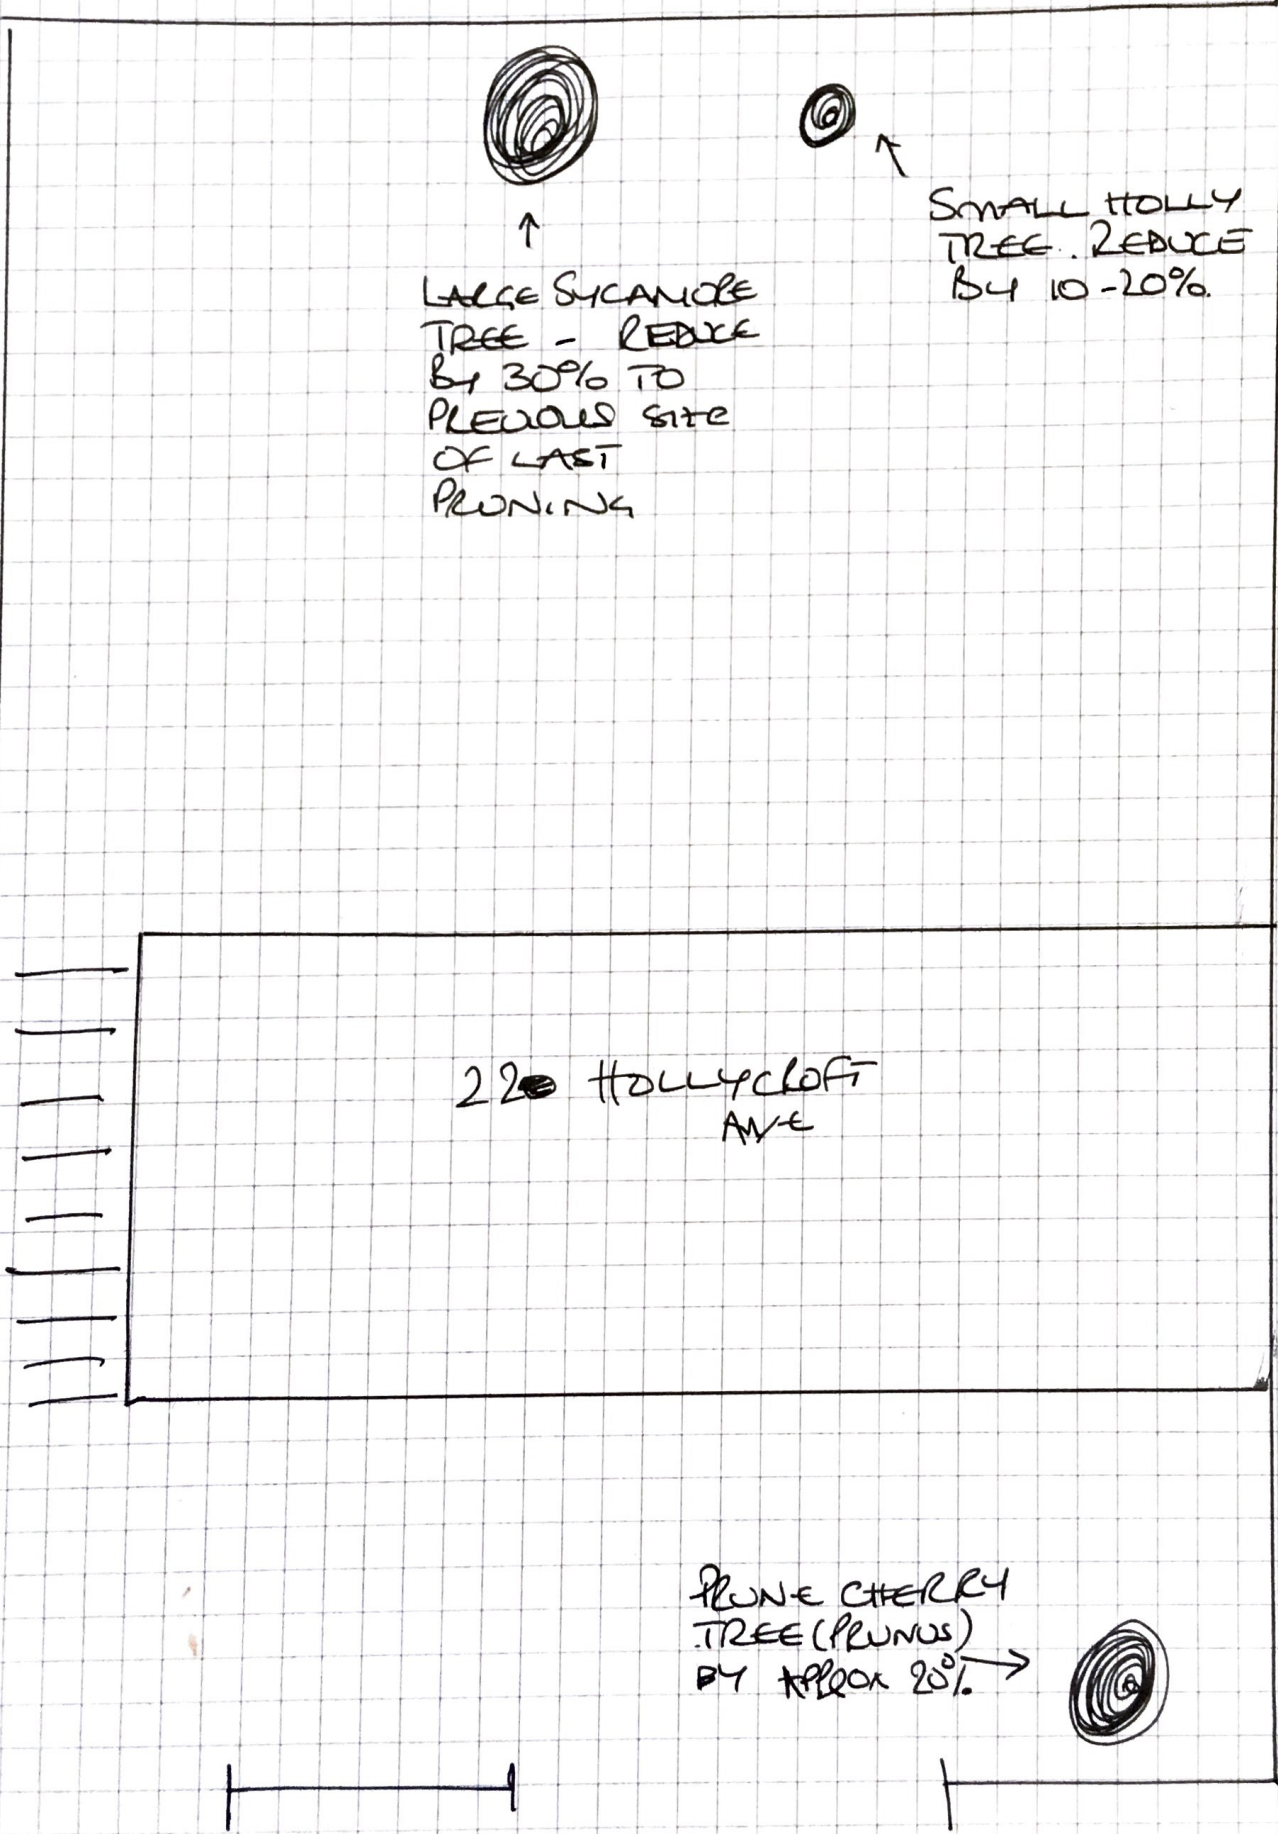 SMALL HOLLY
TREE. REDUCE
BY 10-20%.
LARGE SYCAMORE
TREE - REDUCE
BY 30% TO
PREVIOUS SIZE
OF LAST
PRUNING
22 HOLLYCROFT
AVE
PRUNE CHERRY
TREE (PRUNUS)
BY APPROX 20%